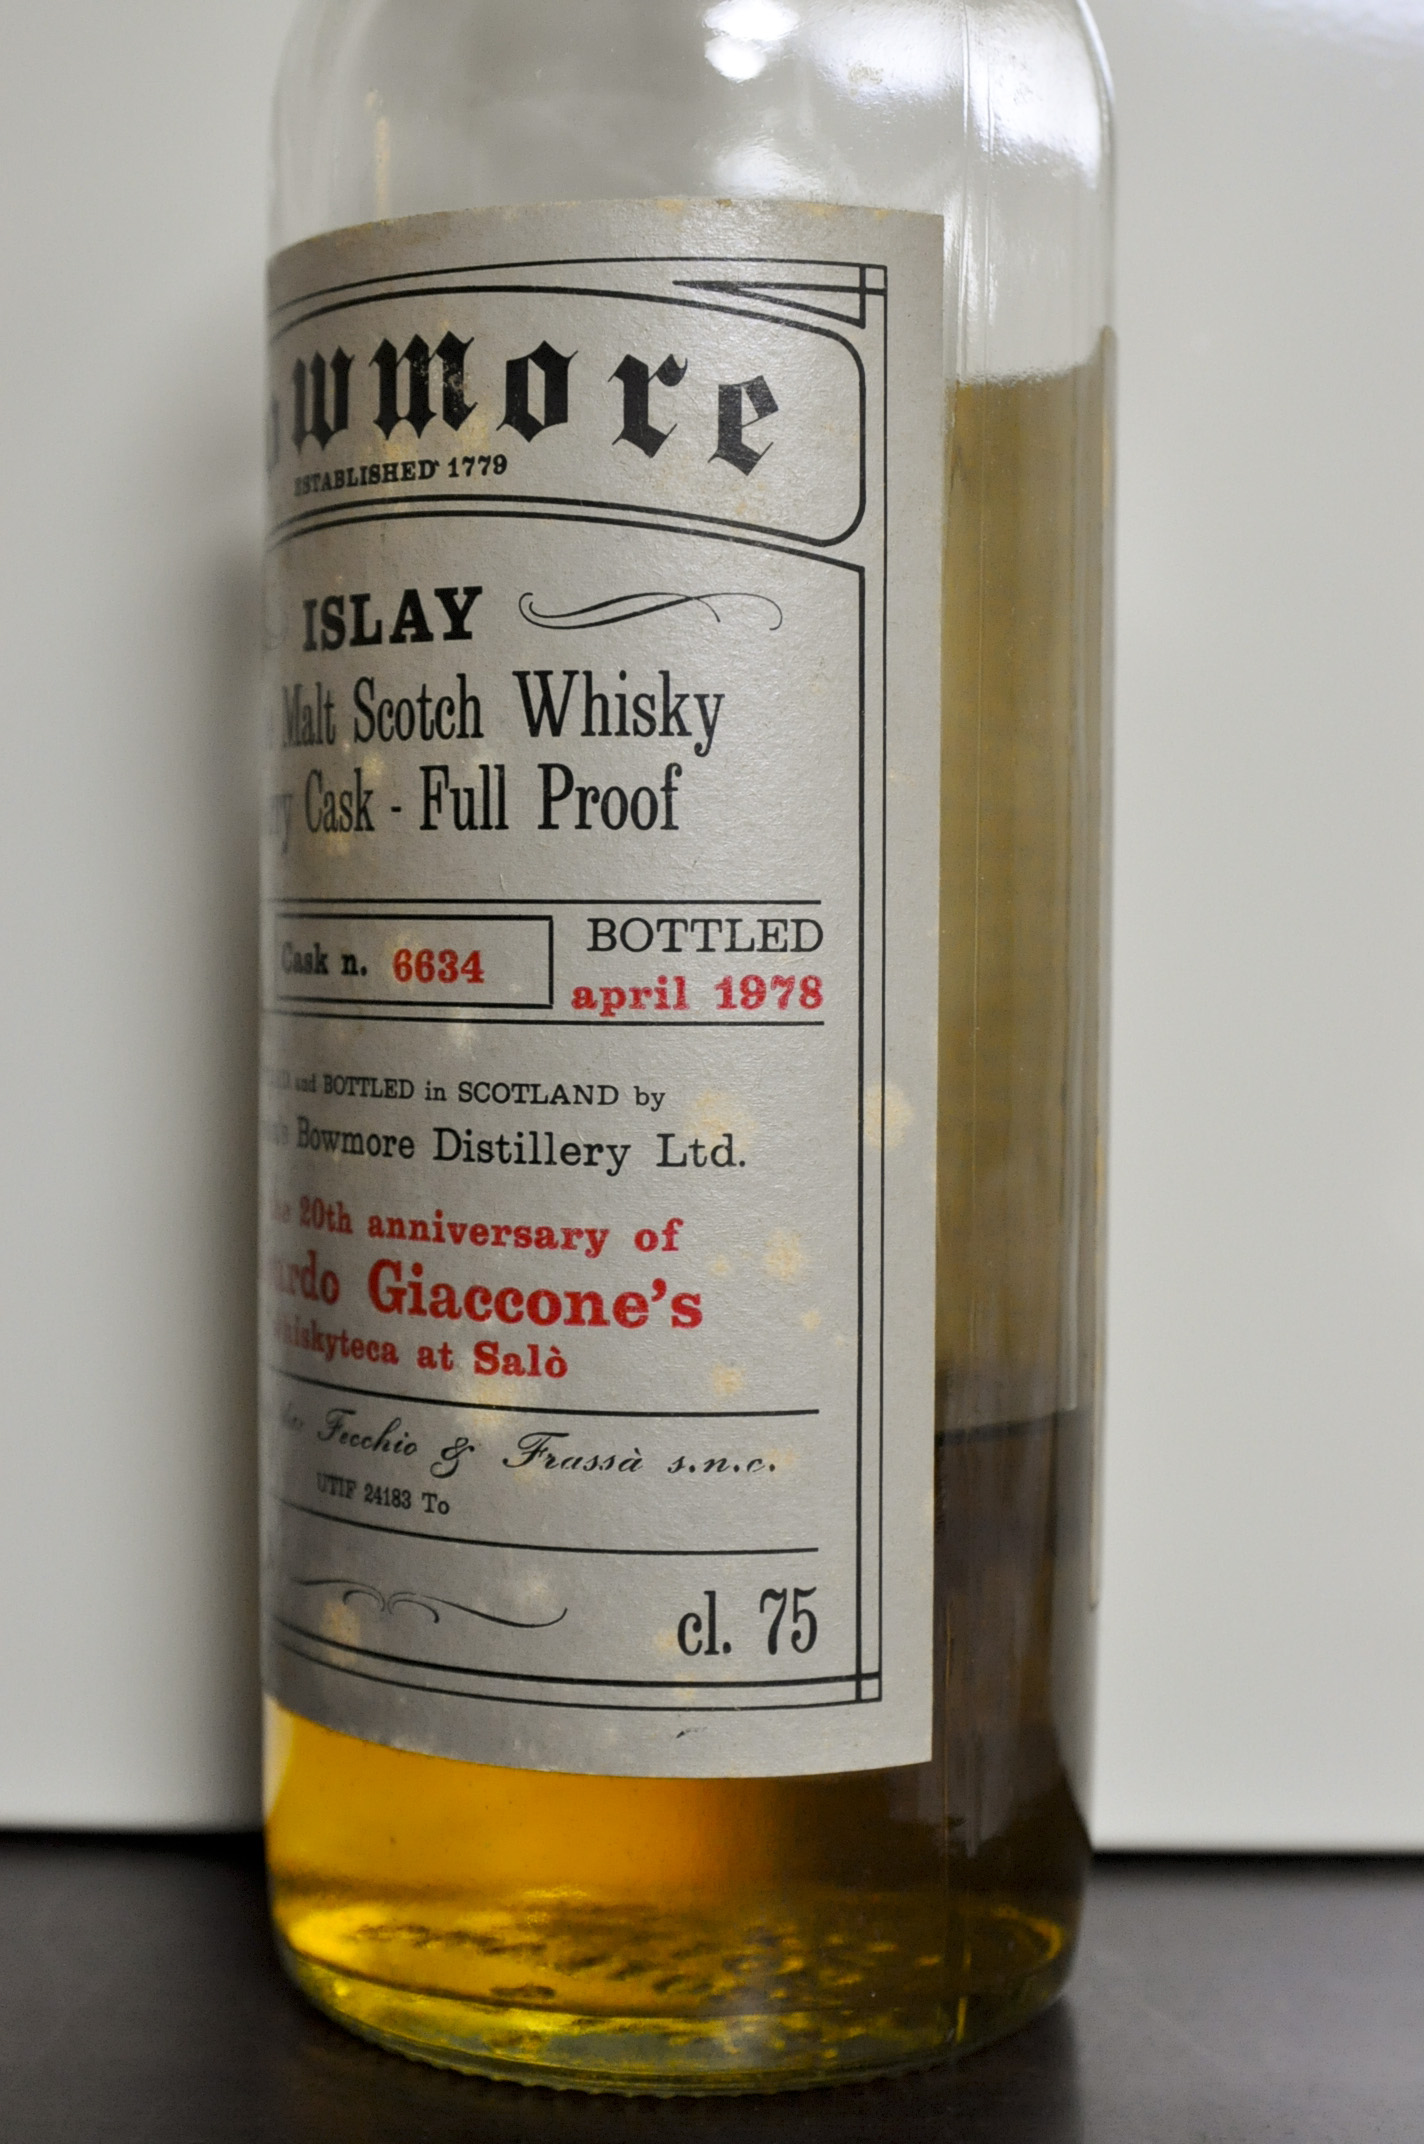 wmore
ESTABLISHED 1779
ISLAY
Malt Scotch Whisky
Cask - Full Proof
Cask n. 6634
BOTTLED
april 1978
and BOTTLED in SCOTLAND by
Bowmore Distillery Ltd.
20th anniversary of
ardo Giaccone's
whiskyteca at Salò
Fecchio & Frassà s.n.c.
UTIF 24183 To
cl. 75